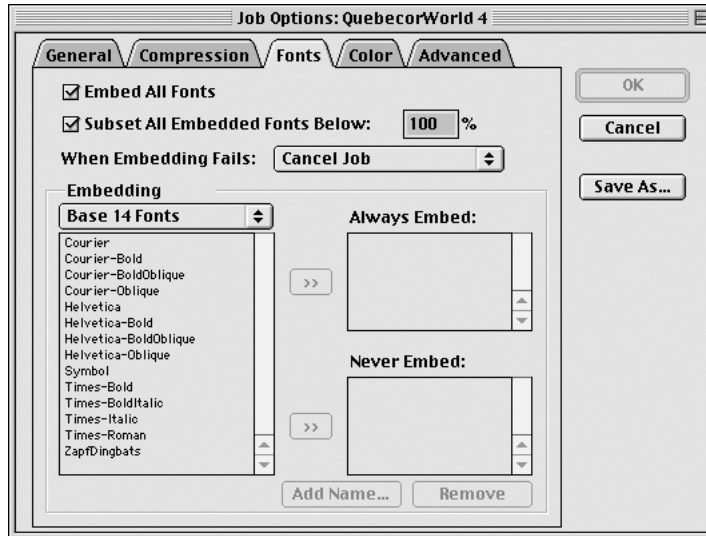 Job Options: QuebecorWorld 4
General Compression Fonts Color Advanced
Embed All Fonts
Subset All Embedded Fonts Below: 100 %
When Embedding Fails: Cancel Job
Embedding
Base 14 Fonts
Courier
Courier-Bold
Courier-BoldOblique
Courier-Oblique
Helvetica
Helvetica-Bold
Helvetica-BoldOblique
Helvetica-Oblique
Symbol
Times-Bold
Times-BoldItalic
Times-Italic
Times-Roman
ZapfDingbats
>>
>>
Always Embed:
Never Embed:
Add Name... Remove
OK
Cancel
Save As...